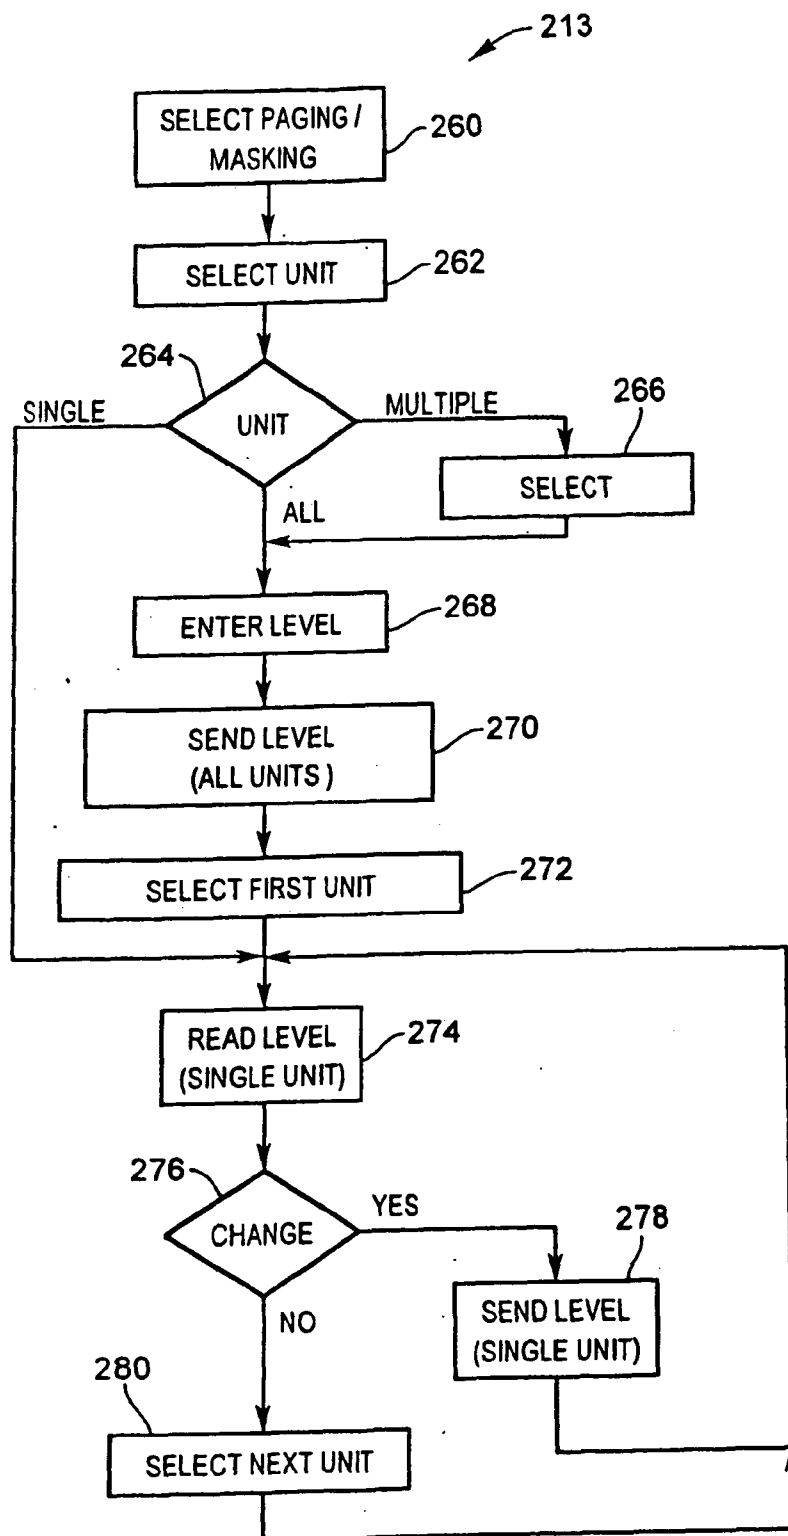 213
SELECT PAGING /
MASKING
260
SELECT UNIT
262
264
SINGLE
UNIT
MULTIPLE
266
SELECT
ALL
ENTER LEVEL
268
SEND LEVEL
(ALL UNITS)
270
SELECT FIRST UNIT
272
READ LEVEL
(SINGLE UNIT)
274
276
CHANGE
YES
278
SEND LEVEL
(SINGLE UNIT)
NO
280
SELECT NEXT UNIT